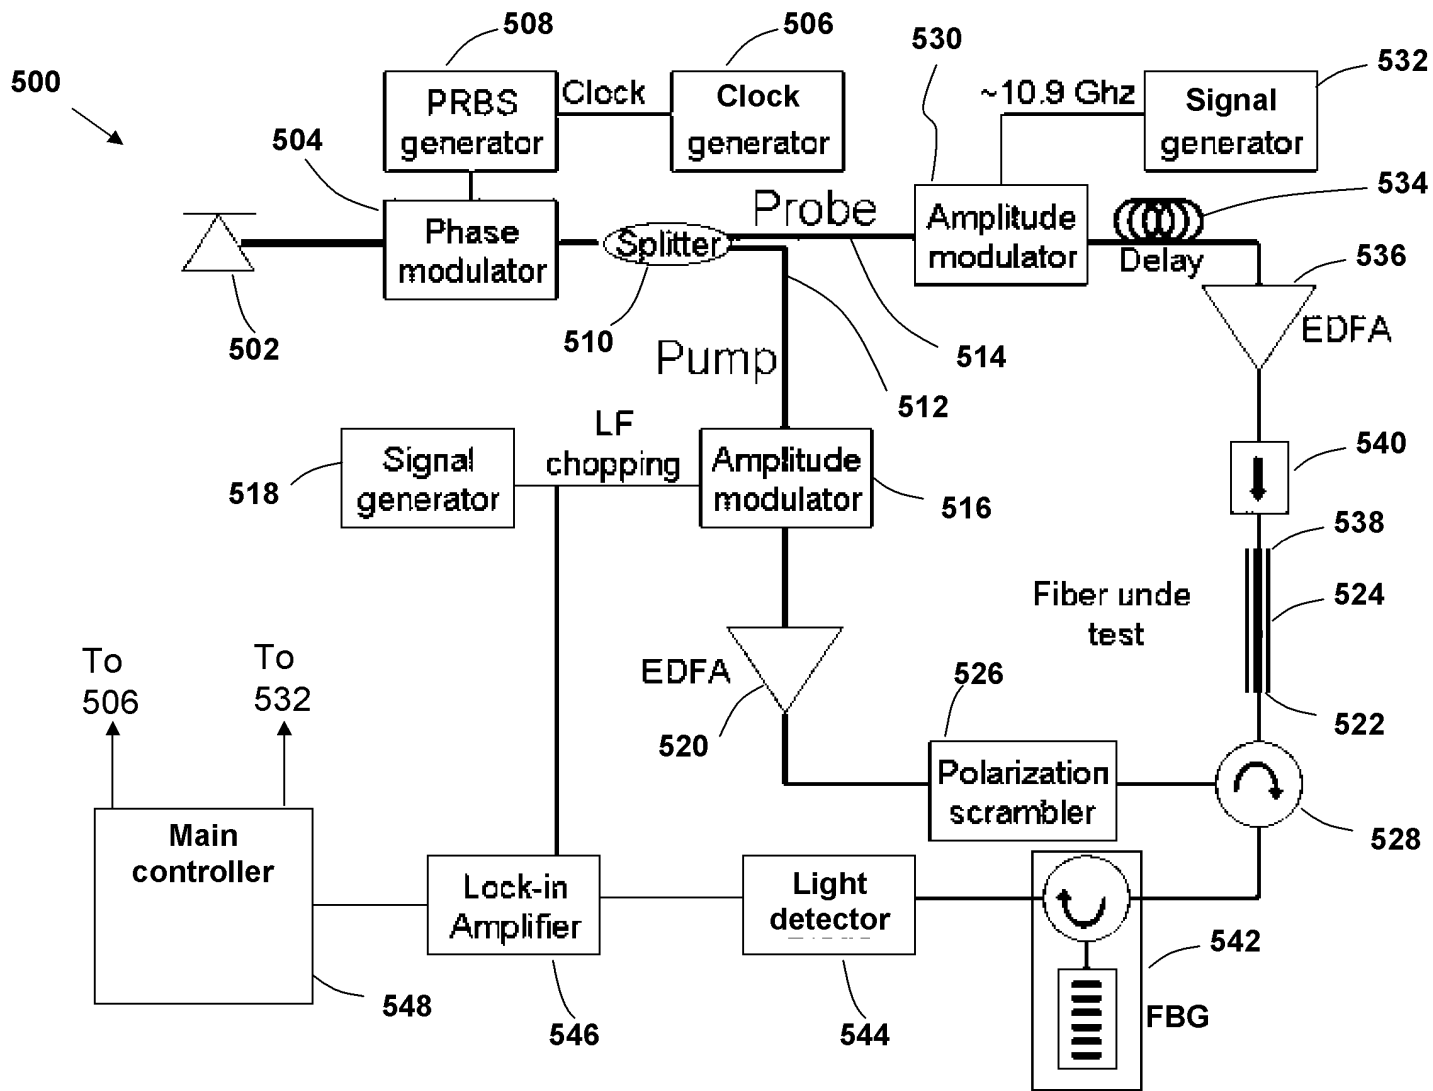 508
506
530
532
500
PRBS
generator
Clock
Clock
generator
~10.9 Ghz
Signal
generator
504
534
Phase
modulator
Splitter
Probe
Amplitude
modulator
Delay
536
502
510
514
EDFA
Pump
512
LF
chopping
540
518
Signal
generator
Amplitude
modulator
516
538
Fiber unde
test
524
To
506
To
532
EDFA
526
522
520
Polarization
scrambler
528
Main
controller
Lock-in
Amplifier
Light
detector
542
548
546
544
FBG